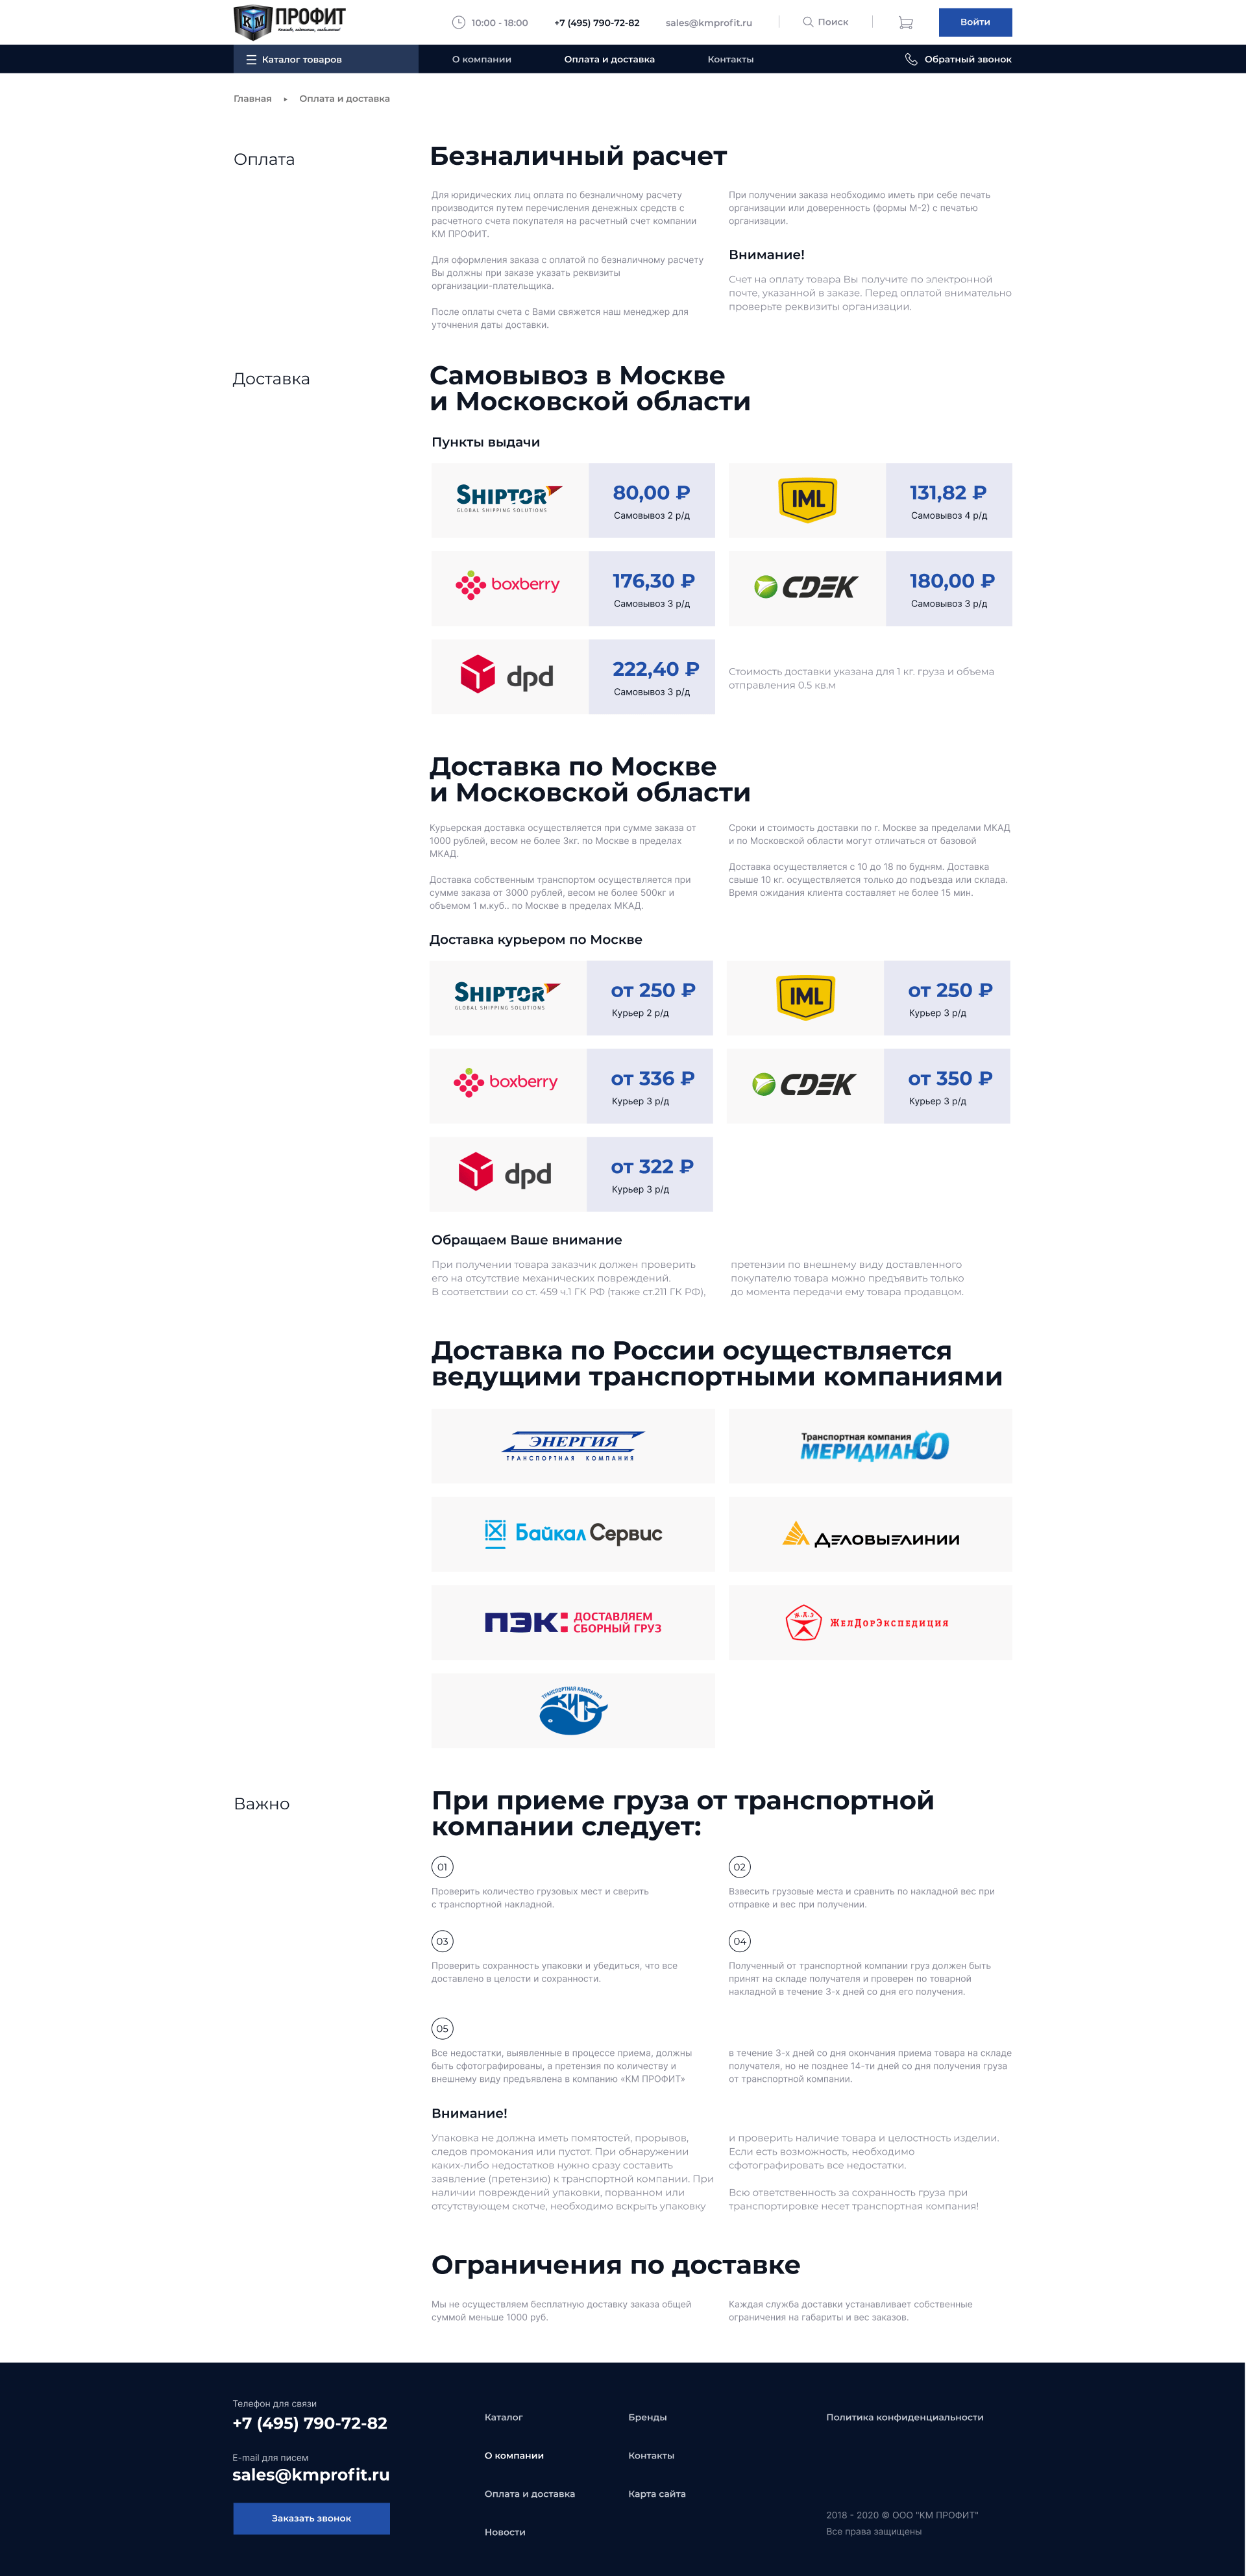 КМ ПРОФИТ
10:00 - 18:00
+7 (495) 790-72-82
sales@kmprofit.ru
Поиск
Войти
Каталог товаров
О компании
Оплата и доставка
Контакты
Обратный звонок
Главная ▸ Оплата и доставка
Оплата
Безналичный расчет
Для юридических лиц оплата по безналичному расчету
производится путем перечисления денежных средств с
расчетного счета покупателя на расчетный счет компании
КМ ПРОФИТ.
Для оформления заказа с оплатой по безналичному расчету
Вы должны при заказе указать реквизиты
организации-плательщика.
После оплаты счета с Вами свяжется наш менеджер для
уточнения даты доставки.
При получении заказа необходимо иметь при себе печать
организации или доверенность (формы М-2) с печатью
организации.
Внимание!
Счет на оплату товара Вы получите по электронной
почте, указанной в заказе. Перед оплатой внимательно
проверьте реквизиты организации.
Доставка
Самовывоз в Москве
и Московской области
Пункты выдачи
SHIPTOR
GLOBAL SHIPPING SOLUTIONS
80,00 ₽
Самовывоз 2 р/д
IML
131,82 ₽
Самовывоз 4 р/д
boxberry
176,30 ₽
Самовывоз 3 р/д
CDEK
180,00 ₽
Самовывоз 3 р/д
dpd
222,40 ₽
Самовывоз 3 р/д
Стоимость доставки указана для 1 кг. груза и объема
отправления 0.5 кв.м
Доставка по Москве
и Московской области
Курьерская доставка осуществляется при сумме заказа от
1000 рублей, весом не более 3кг. по Москве в пределах
МКАД.
Доставка собственным транспортом осуществляется при
сумме заказа от 3000 рублей, весом не более 500кг и
объемом 1 м.куб.. по Москве в пределах МКАД.
Сроки и стоимость доставки по г. Москве за пределами МКАД
и по Московской области могут отличаться от базовой
Доставка осуществляется с 10 до 18 по будням. Доставка
свыше 10 кг. осуществляется только до подъезда или склада.
Время ожидания клиента составляет не более 15 мин.
Доставка курьером по Москве
SHIPTOR
GLOBAL SHIPPING SOLUTIONS
от 250 ₽
Курьер 2 р/д
IML
от 250 ₽
Курьер 3 р/д
boxberry
от 336 ₽
Курьер 3 р/д
CDEK
от 350 ₽
Курьер 3 р/д
dpd
от 322 ₽
Курьер 3 р/д
Обращаем Ваше внимание
При получении товара заказчик должен проверить
его на отсутствие механических повреждений.
В соответствии со ст. 459 ч.1 ГК РФ (также ст.211 ГК РФ),
претензии по внешнему виду доставленного
покупателю товара можно предъявить только
до момента передачи ему товара продавцом.
Доставка по России осуществляется
ведущими транспортными компаниями
ЭНЕРГИЯ
ТРАНСПОРТНАЯ КОМПАНИЯ
Транспортная компания
МЕРИДИАН 60
Байкал Сервис
ДЕЛОВЫЕ ЛИНИИ
ПЭК: ДОСТАВЛЯЕМ
СБОРНЫЙ ГРУЗ
Ж.Д.Э
ЖЕЛДОРЭКСПЕДИЦИЯ
ТРАНСПОРТНАЯ КОМПАНИЯ
КИТ
Важно
При приеме груза от транспортной
компании следует:
01
Проверить количество грузовых мест и сверить
с транспортной накладной.
02
Взвесить грузовые места и сравнить по накладной вес при
отправке и вес при получении.
03
Проверить сохранность упаковки и убедиться, что все
доставлено в целости и сохранности.
04
Полученный от транспортной компании груз должен быть
принят на складе получателя и проверен по товарной
накладной в течение 3-х дней со дня его получения.
05
Все недостатки, выявленные в процессе приема, должны
быть сфотографированы, а претензия по количеству и
внешнему виду предъявлена в компанию «КМ ПРОФИТ»
в течение 3-х дней со дня окончания приема товара на складе
получателя, но не позднее 14-ти дней со дня получения груза
от транспортной компании.
Внимание!
Упаковка не должна иметь помятостей, прорывов,
следов промокания или пустот. При обнаружении
каких-либо недостатков нужно сразу составить
заявление (претензию) к транспортной компании. При
наличии повреждений упаковки, порванном или
отсутствующем скотче, необходимо вскрыть упаковку
и проверить наличие товара и целостность изделии.
Если есть возможность, необходимо
сфотографировать все недостатки.
Всю ответственность за сохранность груза при
транспортировке несет транспортная компания!
Ограничения по доставке
Мы не осуществляем бесплатную доставку заказа общей
суммой меньше 1000 руб.
Каждая служба доставки устанавливает собственные
ограничения на габариты и вес заказов.
Телефон для связи
+7 (495) 790-72-82
E-mail для писем
sales@kmprofit.ru
Заказать звонок
Каталог
О компании
Оплата и доставка
Новости
Бренды
Контакты
Карта сайта
Политика конфиденциальности
2018 - 2020 © ООО "КМ ПРОФИТ"
Все права защищены